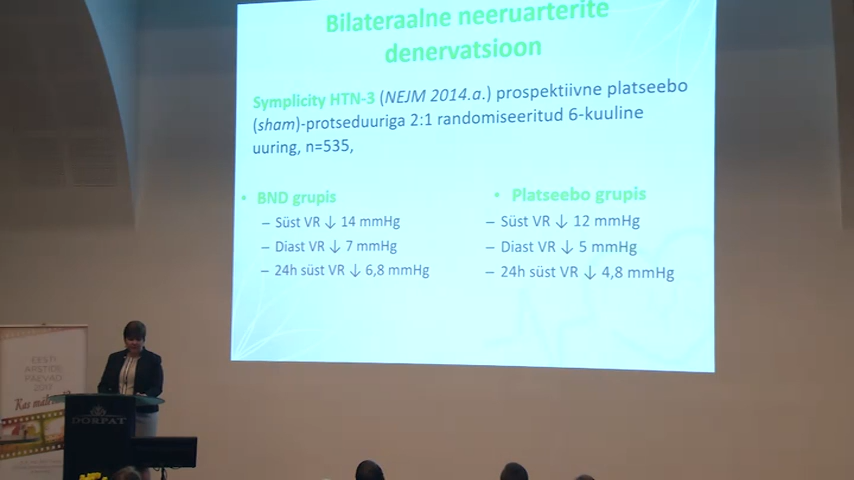 Bilateraalne neeruarterite
denervatsioon
Symplicity HTN-3 (NEJM 2014.a.) prospektiivne platseebo
(sham)-protseduuriga 2:1 randomiseeritud 6-kuuline
uuring, n=535,
• BND grupis
– Süst VR ↓ 14 mmHg
– Diast VR ↓ 7 mmHg
– 24h süst VR ↓ 6,8 mmHg
• Platseebo grupis
– Süst VR ↓ 12 mmHg
– Diast VR ↓ 5 mmHg
– 24h süst VR ↓ 4,8 mmHg
EESTI
ARSTIDE
PÄEVAD
2017
DORPAT